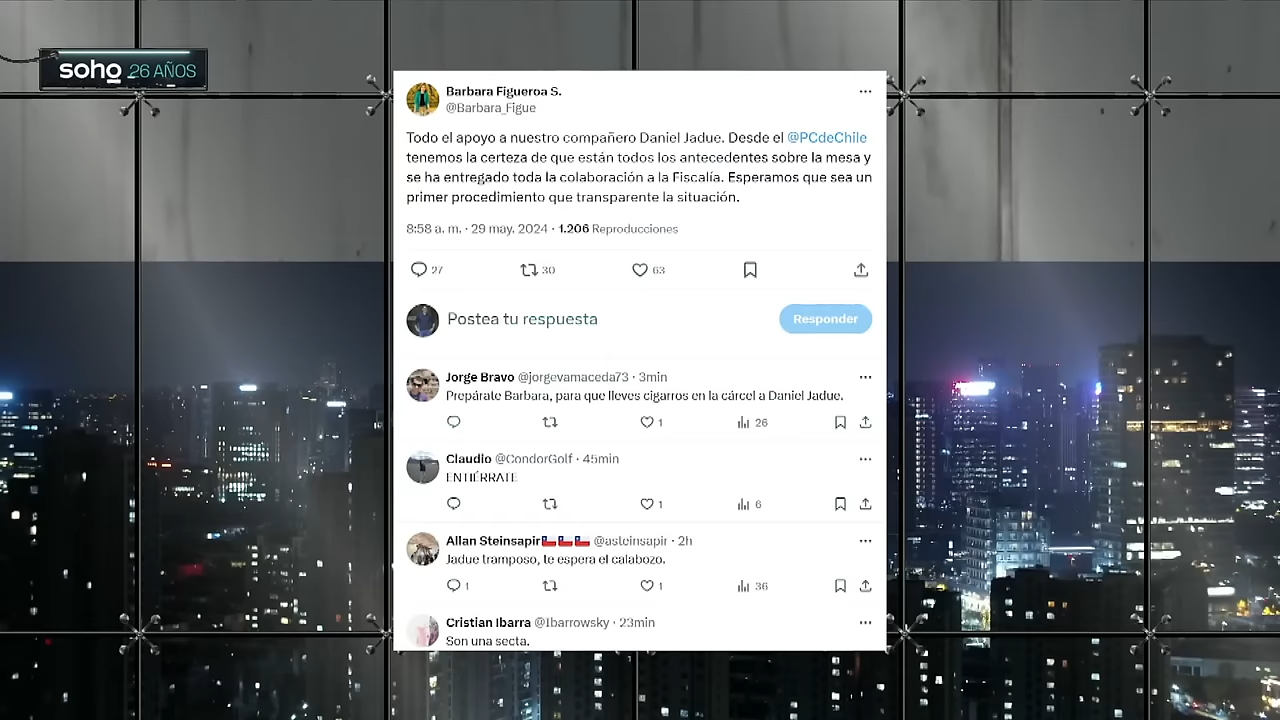 soho 26 AÑOS
Barbara Figueroa S.
@Barbara_Figue
Todo el apoyo a nuestro compañero Daniel Jadue. Desde el @PCdeChile
tenemos la certeza de que están todos los antecedentes sobre la mesa y
se ha entregado toda la colaboración a la Fiscalía. Esperamos que sea un
primer procedimiento que transparente la situación.
8:58 a. m. · 29 may. 2024 · 1.206 Reproducciones
27 30 63
Postea tu respuesta Responder
Jorge Bravo @jorgevamaceda73 · 3min
Prepárate Barbara, para que lleves cigarros en la cárcel a Daniel Jadue.
1 26
Claudio @CondorGolf · 45min
ENTIÉRRATE
1 6
Allan Steinsapir @asteinsapir · 2h
Jadue tramposo, te espera el calabozo.
1 1 36
Cristian Ibarra @Ibarrowsky · 23min
Son una secta.